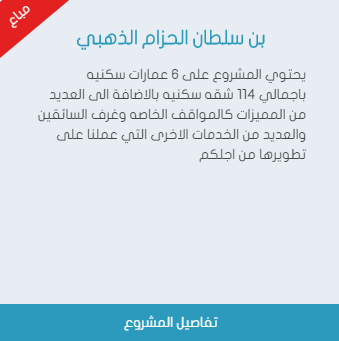 مباع
بن سلطان الحزام الذهبي
يحتوي المشروع على 6 عمارات سكنيه
باجمالي 114 شقه سكنيه بالاضافة الى العديد
من المميزات كالمواقف الخاصه وغرف السائقين
والعديد من الخدمات الاخرى التي عملنا على
تطويرها من اجلكم
تفاصيل المشروع